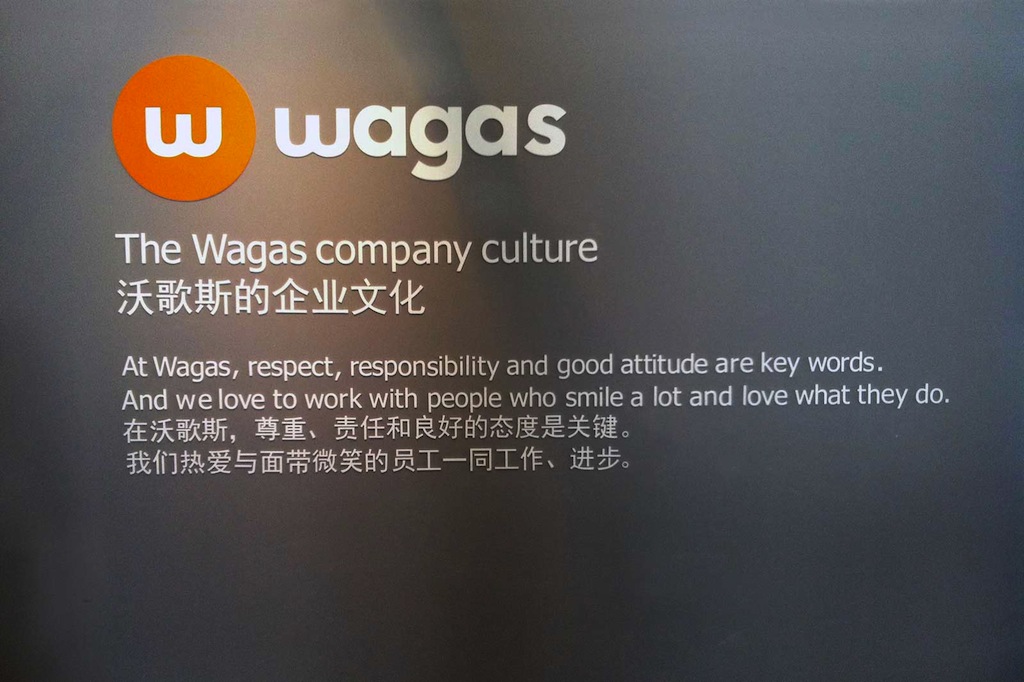 w wagas
The Wagas company culture
沃歌斯的企业文化
At Wagas, respect, responsibility and good attitude are key words.
And we love to work with people who smile a lot and love what they do.
在沃歌斯，尊重、责任和良好的态度是关键。
我们热爱与面带微笑的员工一同工作、进步。